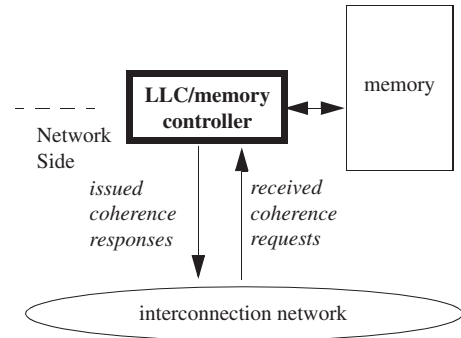 LLC/memory
controller
memory
Network
Side
issued
coherence
responses
received
coherence
requests
interconnection network